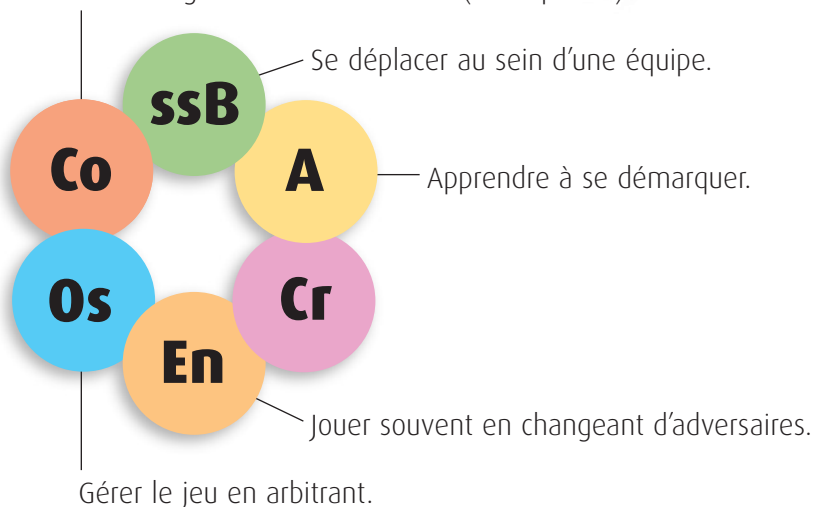 ssB
Se déplacer au sein d’une équipe.
Co
A
Apprendre à se démarquer.
Os
Cr
En
Jouer souvent en changeant d’adversaires.
Gérer le jeu en arbitrant.